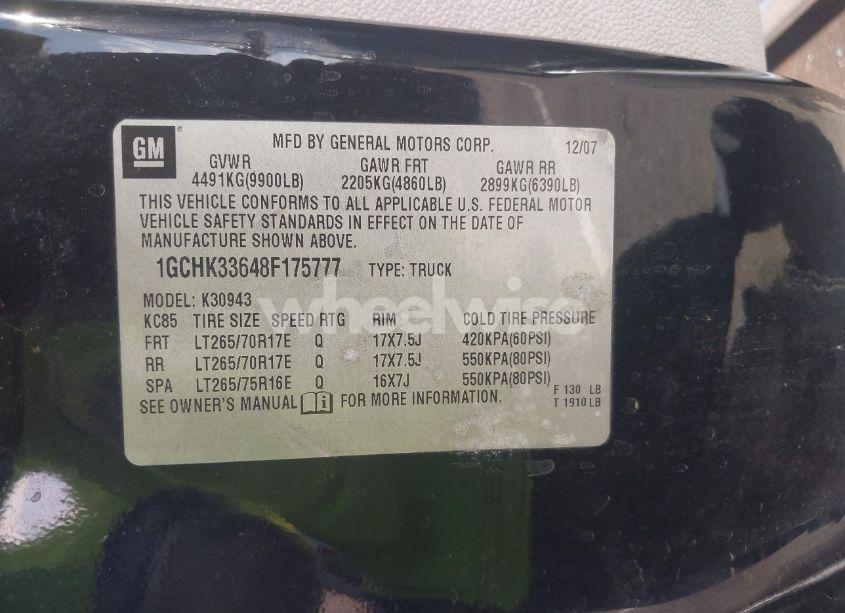 GM
MFD BY GENERAL MOTORS CORP. 12/07
GVWR GAWR FRT GAWR RR
4491KG(9900LB) 2205KG(4860LB) 2899KG(6390LB)
THIS VEHICLE CONFORMS TO ALL APPLICABLE U.S. FEDERAL MOTOR
VEHICLE SAFETY STANDARDS IN EFFECT ON THE DATE OF
MANUFACTURE SHOWN ABOVE.
1GCHK33648F175777 TYPE: TRUCK
wheelwise
MODEL: K30943
KC85 TIRE SIZE SPEED RTG RIM COLD TIRE PRESSURE
FRT LT265/70R17E Q 17X7.5J 420KPA(60PSI)
RR LT265/70R17E Q 17X7.5J 550KPA(80PSI)
SPA LT265/75R16E Q 16X7J 550KPA(80PSI)
SEE OWNER'S MANUAL i FOR MORE INFORMATION.
F 130 LB
T 1910 LB